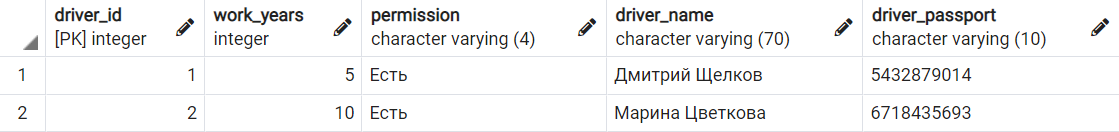 driver_id work_years permission driver_name driver_passport
[PK] integer integer character varying (4) character varying (70) character varying (10)
1 1 5 Есть Дмитрий Щелков 5432879014
2 2 10 Есть Марина Цветкова 6718435693